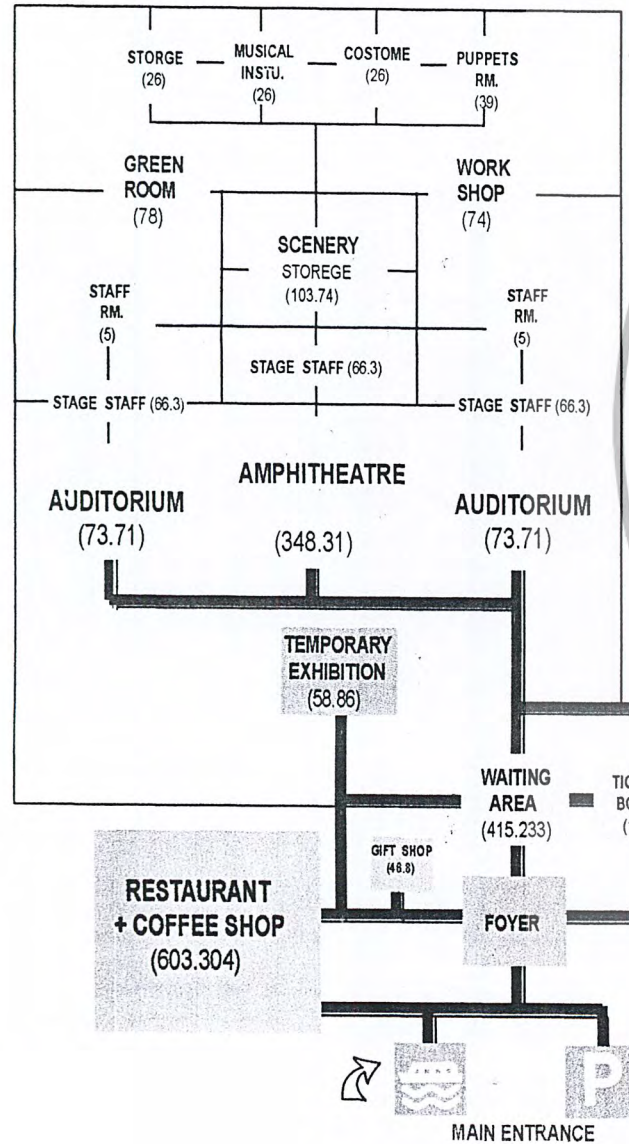 STORGE
(26)
MUSICAL
INSTU.
(26)
COSTOME
(26)
PUPPETS
RM.
(39)
GREEN
ROOM
(78)
WORK
SHOP
(74)
SCENERY
STOREGE
(103.74)
STAFF
RM.
(5)
STAFF
RM.
(5)
STAGE STAFF (66.3)
STAGE STAFF (66.3)
STAGE STAFF (66.3)
AMPHITHEATRE
(348.31)
AUDITORIUM
(73.71)
AUDITORIUM
(73.71)
TEMPORARY
EXHIBITION
(58.86)
WAITING
AREA
(415.233)
GIFT SHOP
(46.8)
RESTAURANT
+ COFFEE SHOP
(603.304)
FOYER
P
MAIN ENTRANCE